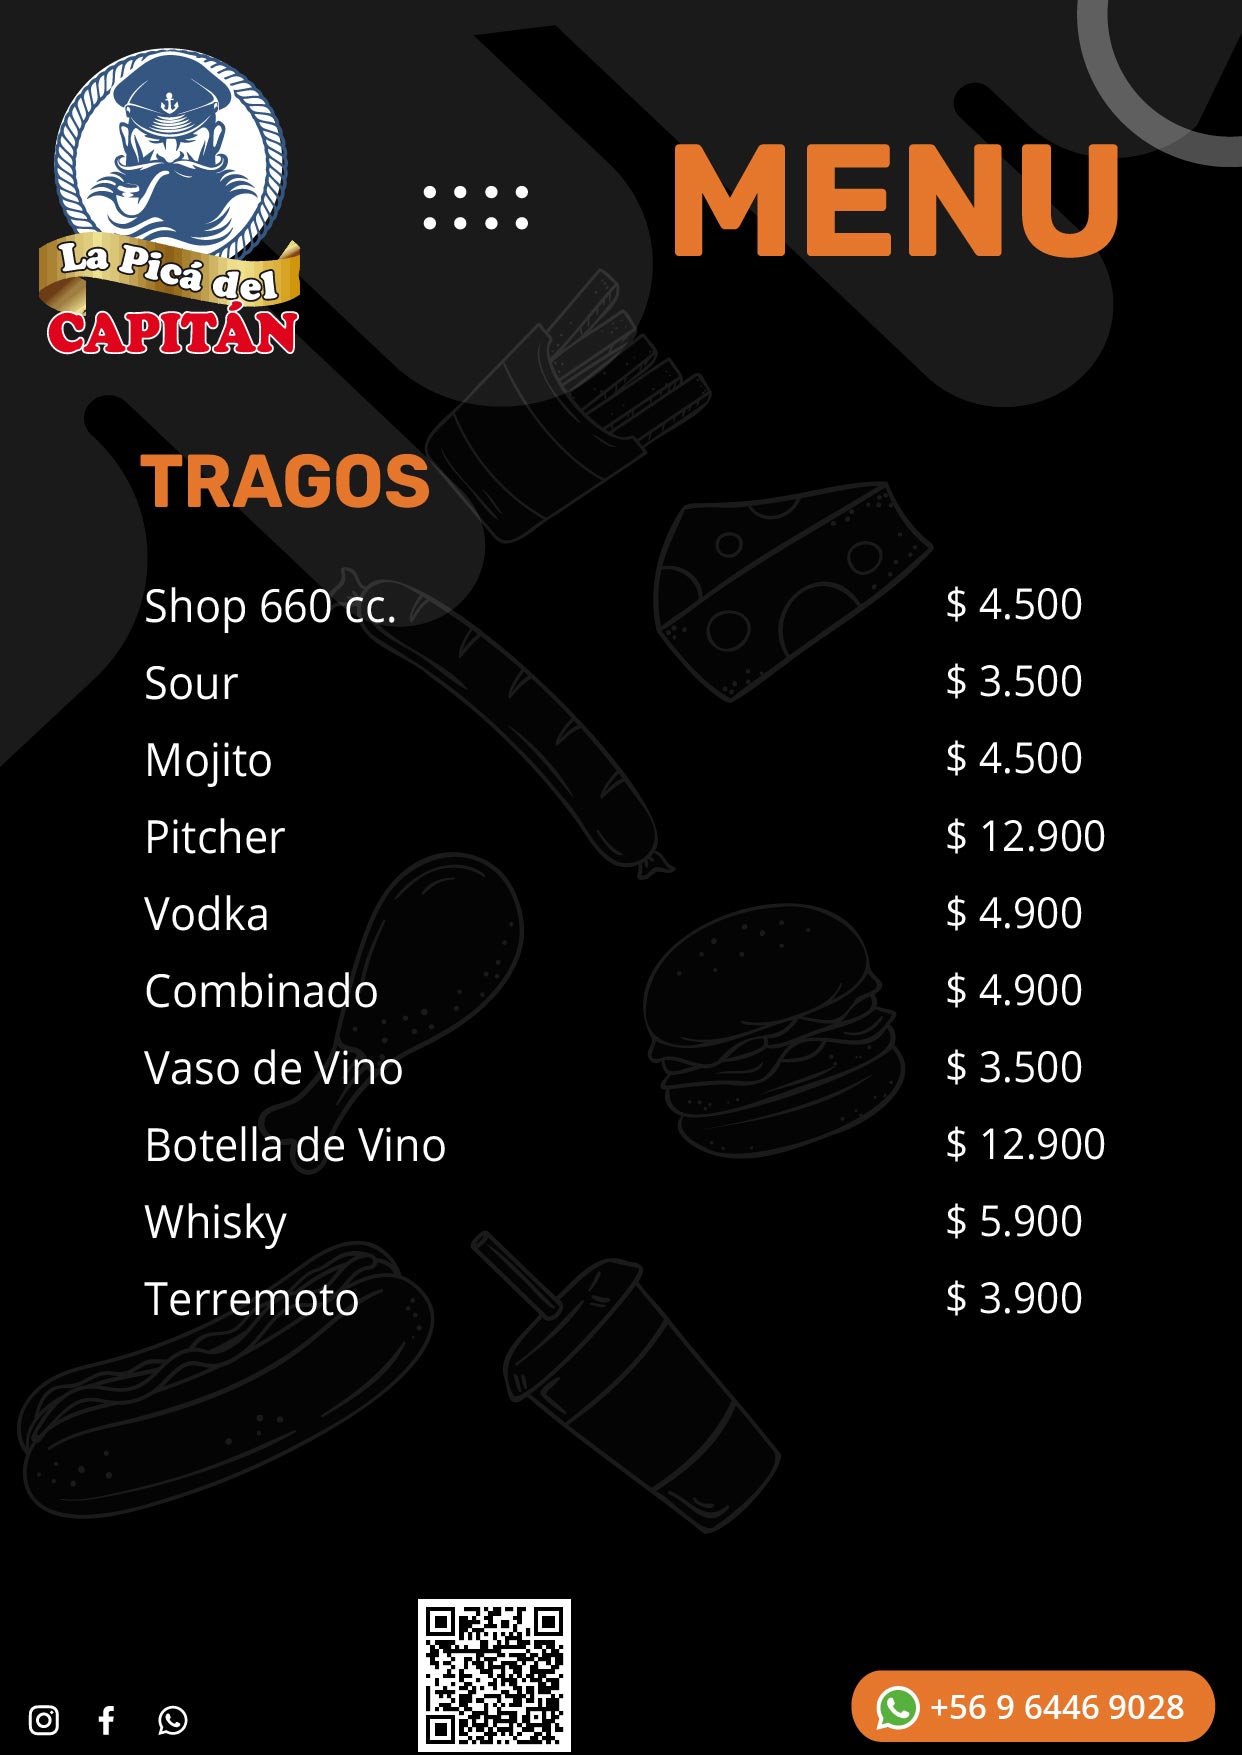 La Picá del
CAPITÁN
MENU
TRAGOS
Shop 660 cc. $ 4.500
Sour $ 3.500
Mojito $ 4.500
Pitcher $ 12.900
Vodka $ 4.900
Combinado $ 4.900
Vaso de Vino $ 3.500
Botella de Vino $ 12.900
Whisky $ 5.900
Terremoto $ 3.900
+56 9 6446 9028